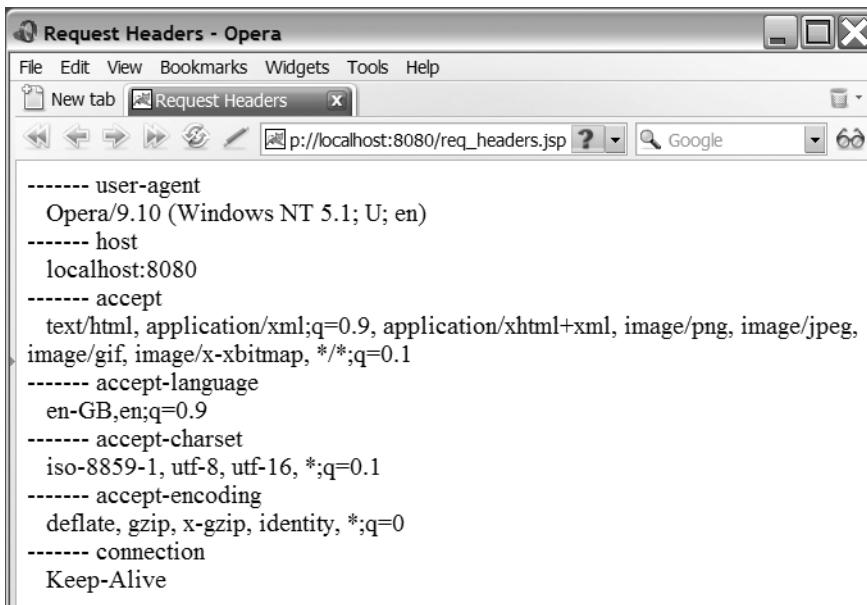 Request Headers - Opera
File Edit View Bookmarks Widgets Tools Help
New tab Request Headers x
p://localhost:8080/req_headers.jsp ? Google
------- user-agent
Opera/9.10 (Windows NT 5.1; U; en)
------- host
localhost:8080
------- accept
text/html, application/xml;q=0.9, application/xhtml+xml, image/png, image/jpeg,
image/gif, image/x-xbitmap, */*;q=0.1
------- accept-language
en-GB,en;q=0.9
------- accept-charset
iso-8859-1, utf-8, utf-16, *;q=0.1
------- accept-encoding
deflate, gzip, x-gzip, identity, *;q=0
------- connection
Keep-Alive